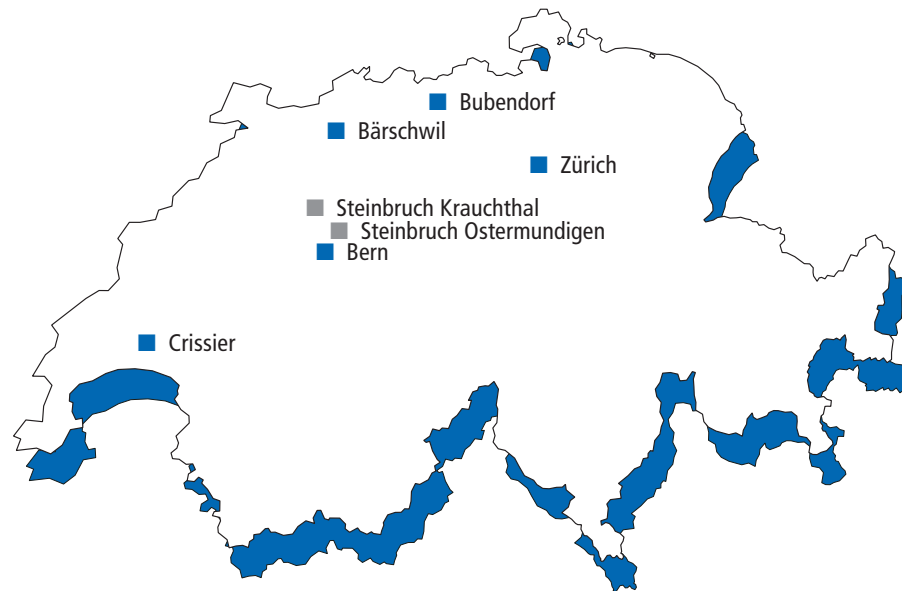 Bubendorf
Bärschwil
Zürich
Steinbruch Krauchthal
Steinbruch Ostermundigen
Bern
Crissier